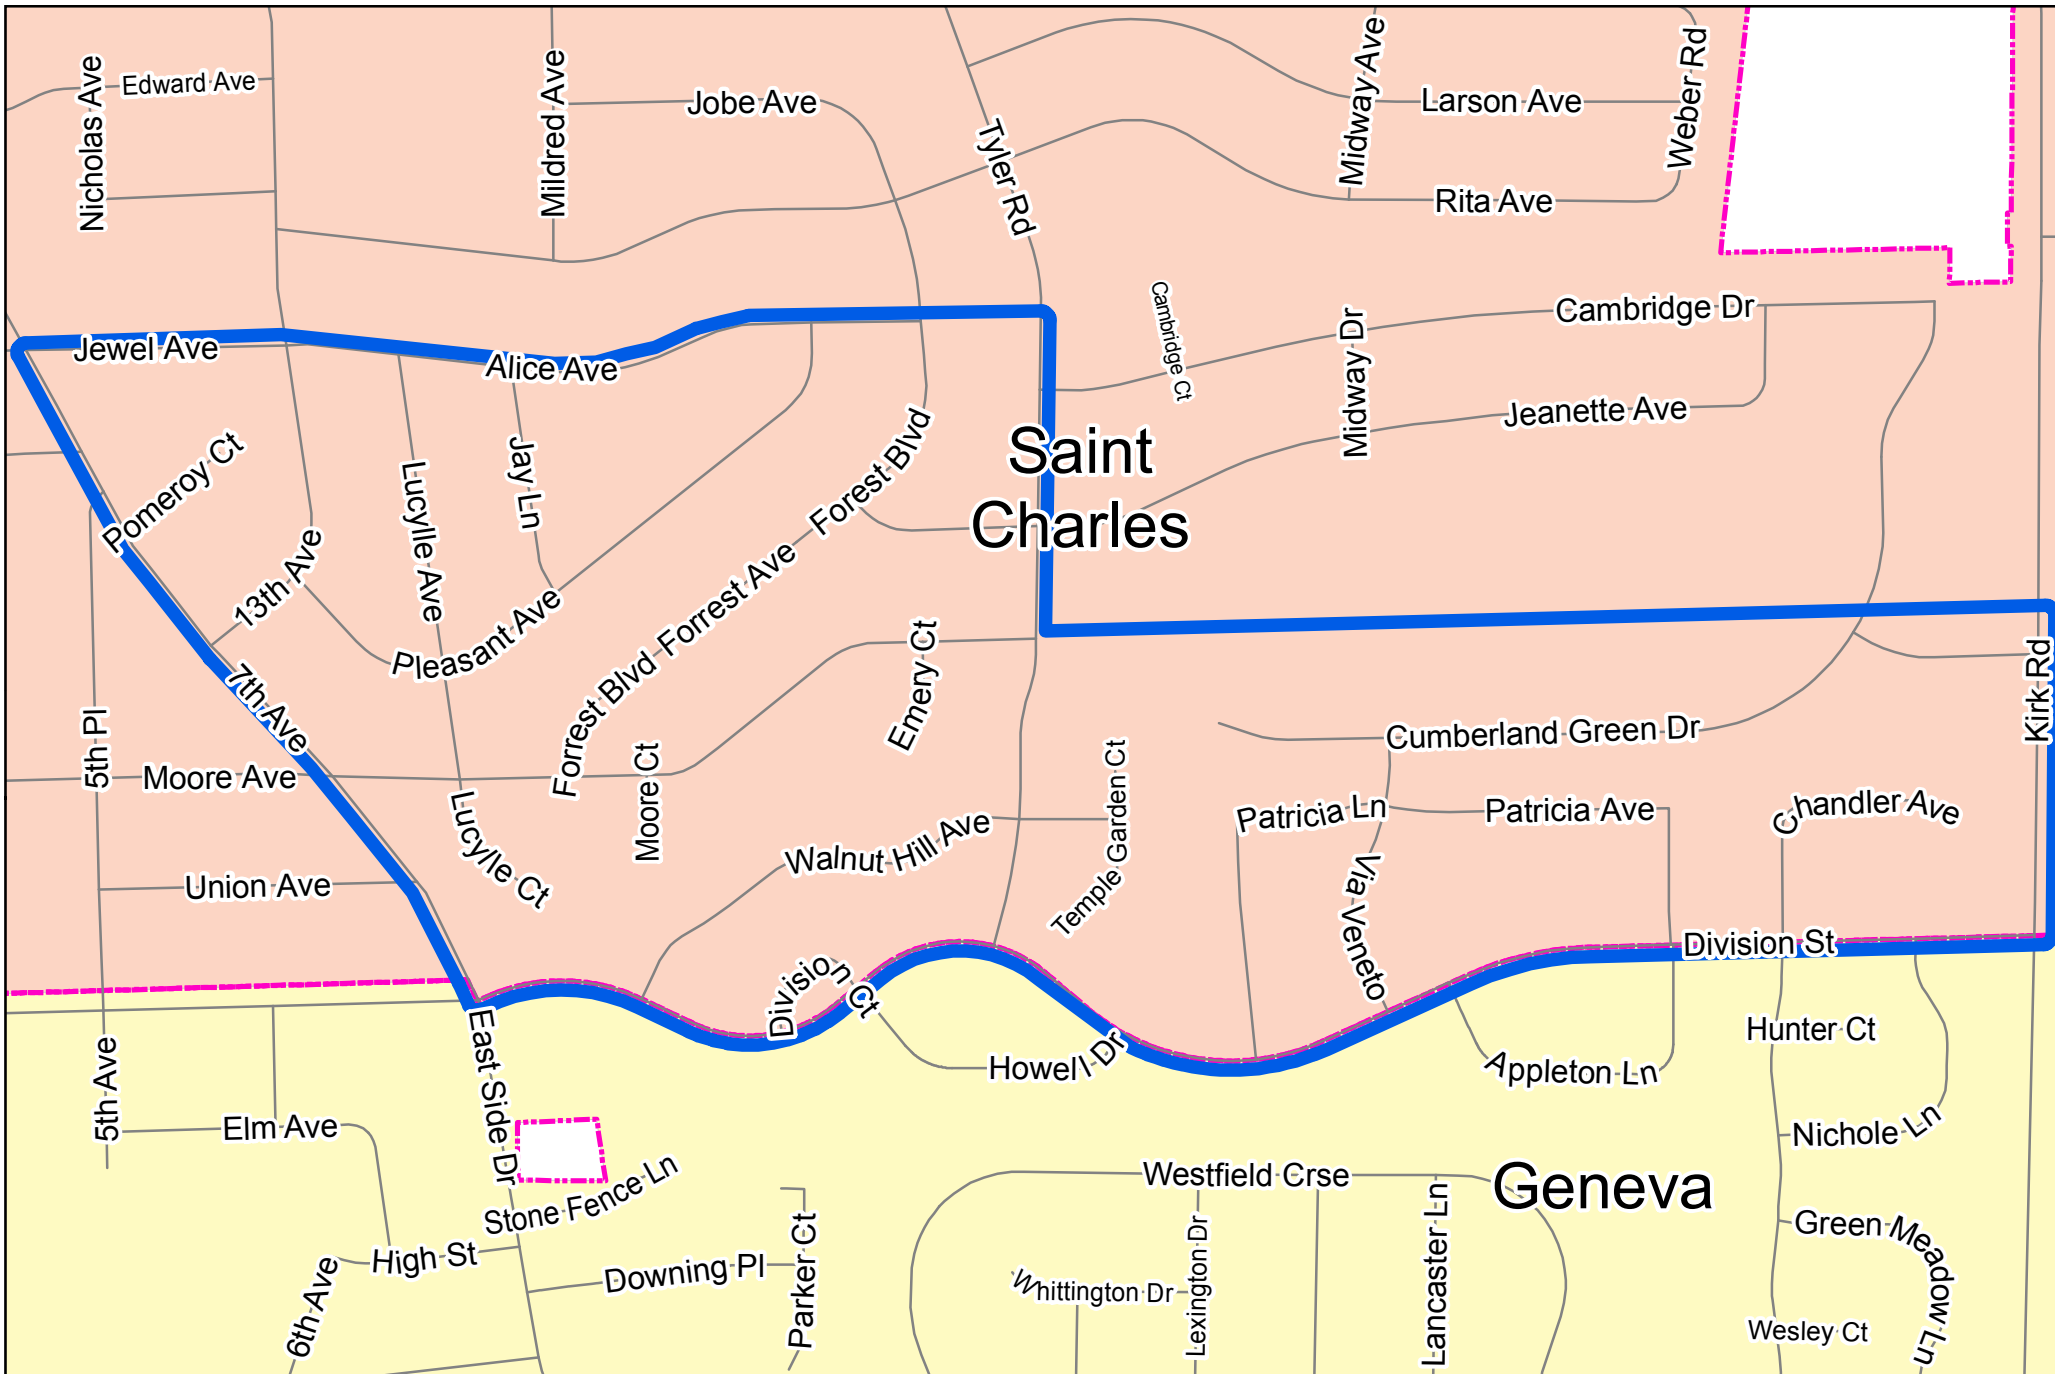 Nicholas Ave
Edward Ave
Mildred Ave
Jobe Ave
Tyler Rd
Midway Ave
Larson Ave
Weber Rd
Rita Ave
Jewel Ave
Alice Ave
Cambridge Ct
Midway Dr
Cambridge Dr
Jeanette Ave
Saint
Charles
Pomeroy Ct
13th Ave
Lucylle Ave
Jay Ln
Pleasant Ave
Forrest Blvd
Forrest Ave
Forest Blvd
Emery Ct
7th Ave
5th Pl
Moore Ave
Moore Ct
Lucylle Ct
Union Ave
Walnut Hill Ave
Temple Garden Ct
Cumberland Green Dr
Kirk Rd
Patricia Ln
Patricia Ave
Chandler Ave
Via Veneto
Division St
Division Ct
Howell Dr
Appleton Ln
Hunter Ct
5th Ave
East Side Dr
Elm Ave
Nichole Ln
Stone Fence Ln
Westfield Crse
Geneva
High St
Downing Pl
Parker Ct
6th Ave
Whittington Dr
Lexington Dr
Lancaster Ln
Green Meadow Ln
Wesley Ct